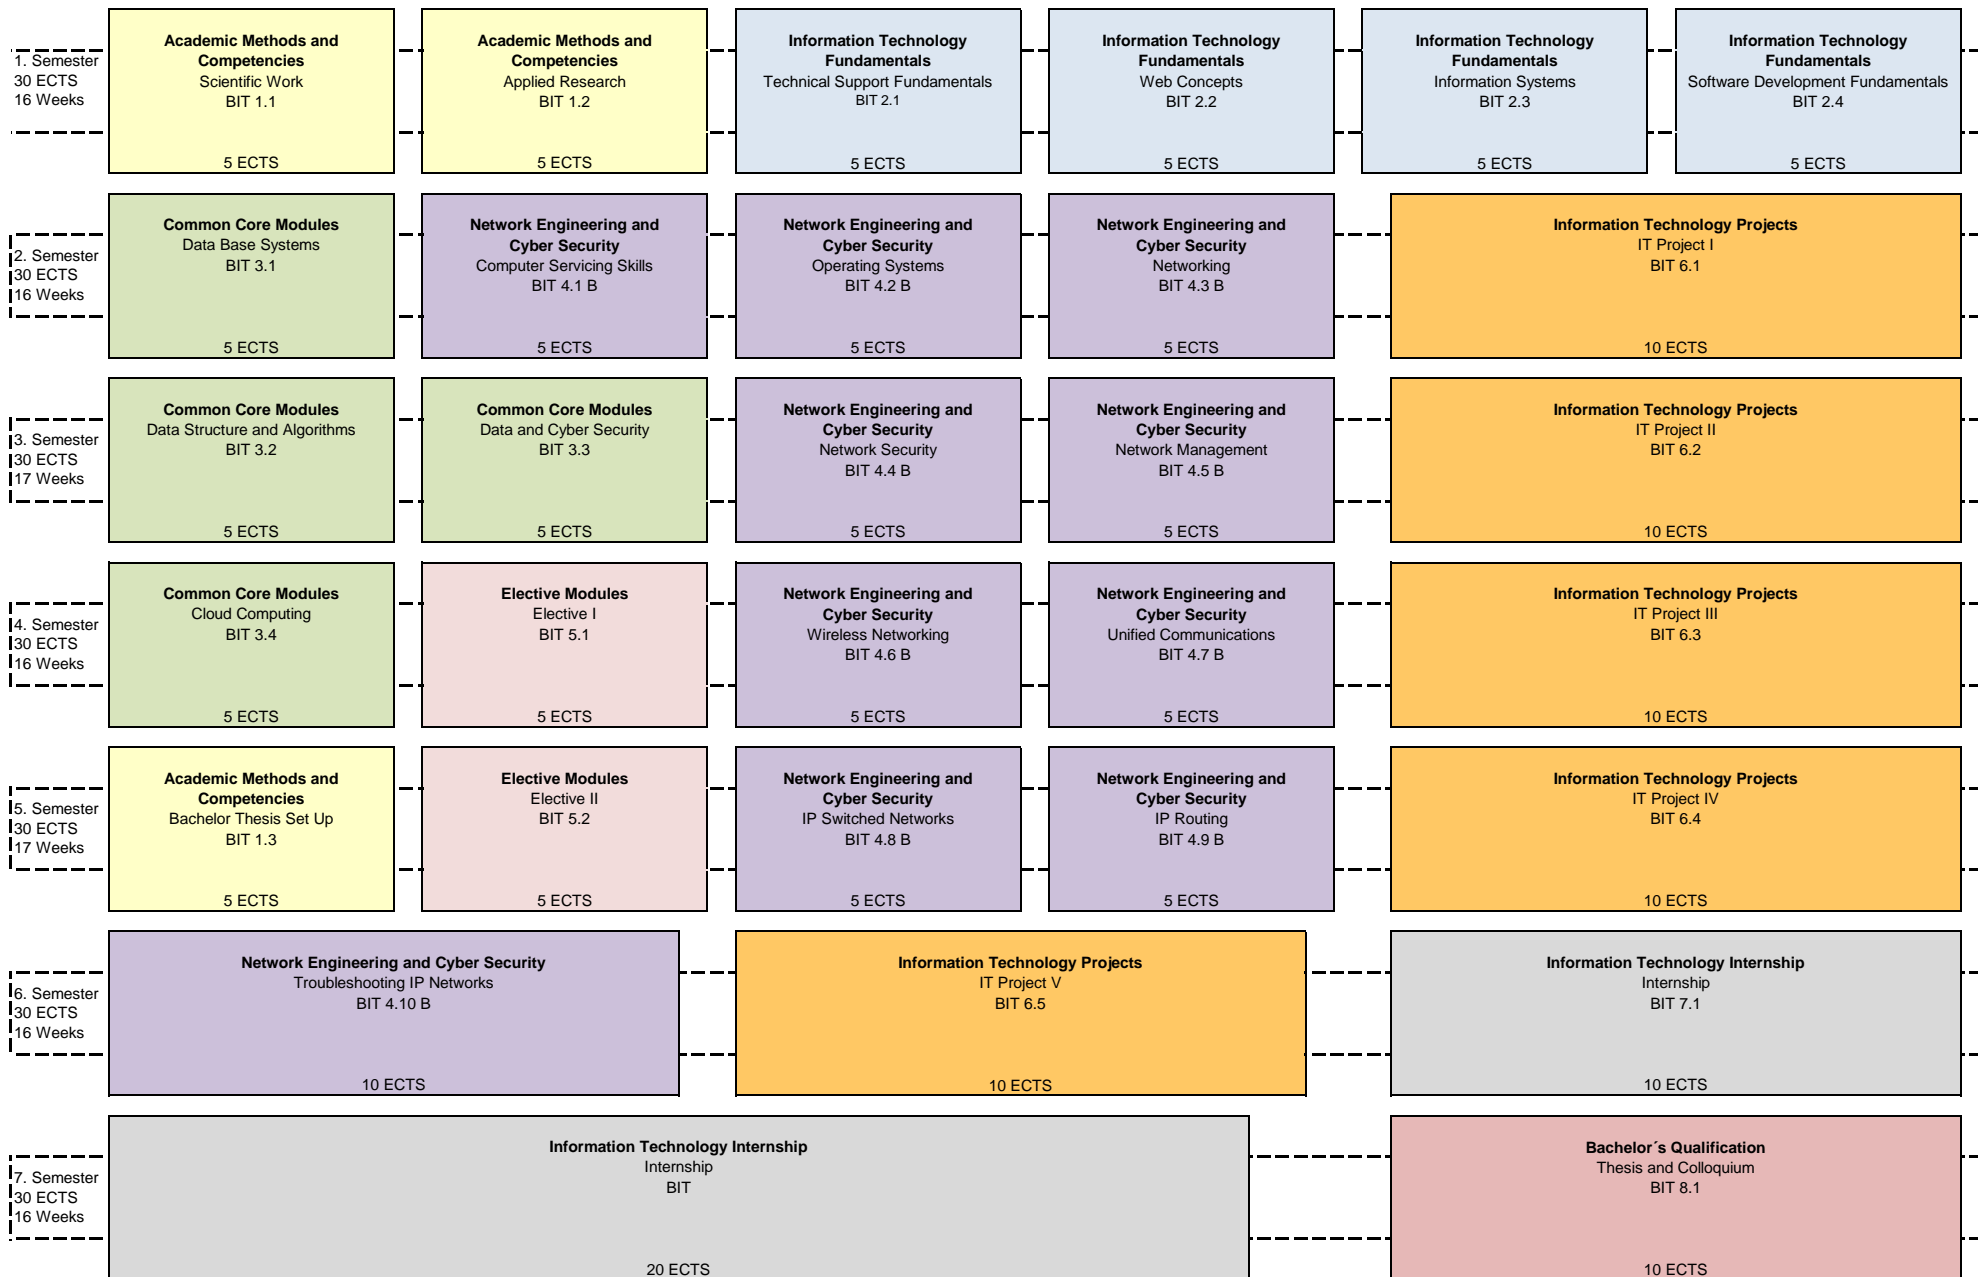 1. Semester
30 ECTS
16 Weeks
Academic Methods and
Competencies
Scientific Work
BIT 1.1
5 ECTS
Academic Methods and
Competencies
Applied Research
BIT 1.2
5 ECTS
Information Technology
Fundamentals
Technical Support Fundamentals
BIT 2.1
5 ECTS
Information Technology
Fundamentals
Web Concepts
BIT 2.2
5 ECTS
Information Technology
Fundamentals
Information Systems
BIT 2.3
5 ECTS
Information Technology
Fundamentals
Software Development Fundamentals
BIT 2.4
5 ECTS
2. Semester
30 ECTS
16 Weeks
Common Core Modules
Data Base Systems
BIT 3.1
5 ECTS
Network Engineering and
Cyber Security
Computer Servicing Skills
BIT 4.1 B
5 ECTS
Network Engineering and
Cyber Security
Operating Systems
BIT 4.2 B
5 ECTS
Network Engineering and
Cyber Security
Networking
BIT 4.3 B
5 ECTS
Information Technology Projects
IT Project I
BIT 6.1
10 ECTS
3. Semester
30 ECTS
17 Weeks
Common Core Modules
Data Structure and Algorithms
BIT 3.2
5 ECTS
Common Core Modules
Data and Cyber Security
BIT 3.3
5 ECTS
Network Engineering and
Cyber Security
Network Security
BIT 4.4 B
5 ECTS
Network Engineering and
Cyber Security
Network Management
BIT 4.5 B
5 ECTS
Information Technology Projects
IT Project II
BIT 6.2
10 ECTS
4. Semester
30 ECTS
16 Weeks
Common Core Modules
Cloud Computing
BIT 3.4
5 ECTS
Elective Modules
Elective I
BIT 5.1
5 ECTS
Network Engineering and
Cyber Security
Wireless Networking
BIT 4.6 B
5 ECTS
Network Engineering and
Cyber Security
Unified Communications
BIT 4.7 B
5 ECTS
Information Technology Projects
IT Project III
BIT 6.3
10 ECTS
5. Semester
30 ECTS
17 Weeks
Academic Methods and
Competencies
Bachelor Thesis Set Up
BIT 1.3
5 ECTS
Elective Modules
Elective II
BIT 5.2
5 ECTS
Network Engineering and
Cyber Security
IP Switched Networks
BIT 4.8 B
5 ECTS
Network Engineering and
Cyber Security
IP Routing
BIT 4.9 B
5 ECTS
Information Technology Projects
IT Project IV
BIT 6.4
10 ECTS
6. Semester
30 ECTS
16 Weeks
Network Engineering and Cyber Security
Troubleshooting IP Networks
BIT 4.10 B
10 ECTS
Information Technology Projects
IT Project V
BIT 6.5
10 ECTS
Information Technology Internship
Internship
BIT 7.1
10 ECTS
7. Semester
30 ECTS
16 Weeks
Information Technology Internship
Internship
BIT
20 ECTS
Bachelor´s Qualification
Thesis and Colloquium
BIT 8.1
10 ECTS